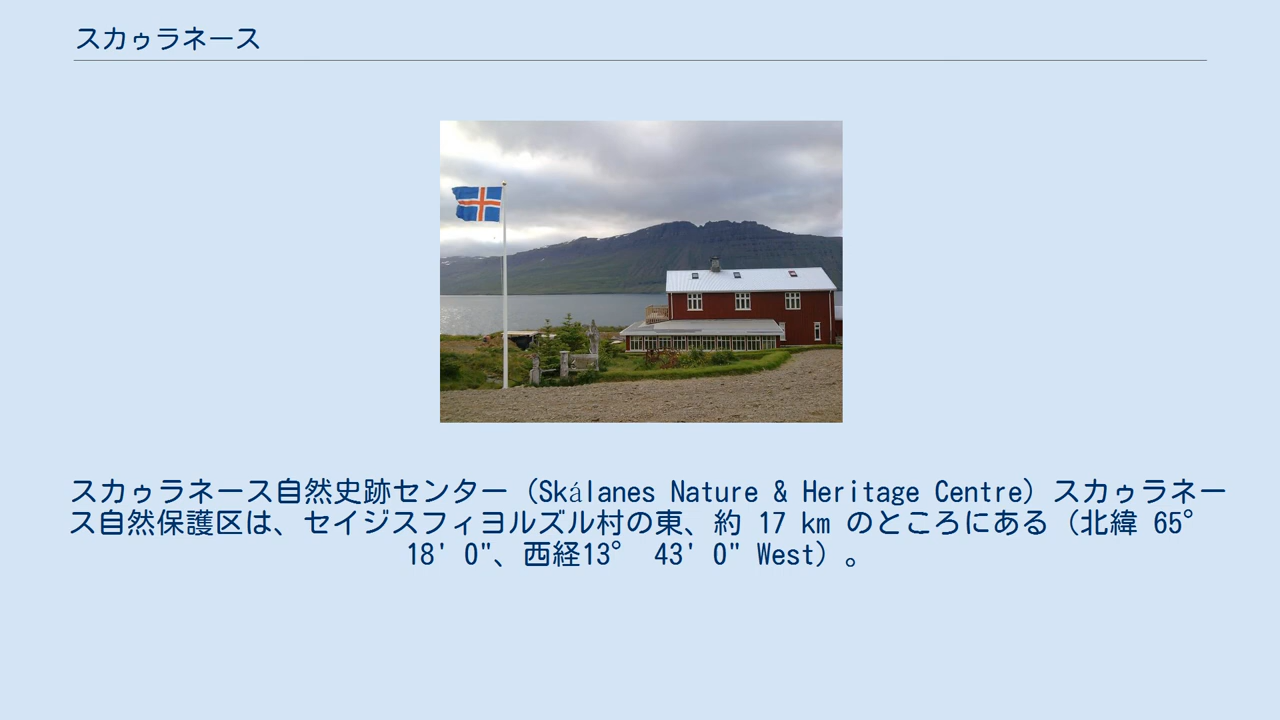 スカゥラネース
スカゥラネース自然史跡センター（Skálanes Nature & Heritage Centre）スカゥラネー
ス自然保護区は、セイジスフィヨルズル村の東、約 17 km のところにある（北緯 65°
18' 0"、西経13° 43' 0" West）。